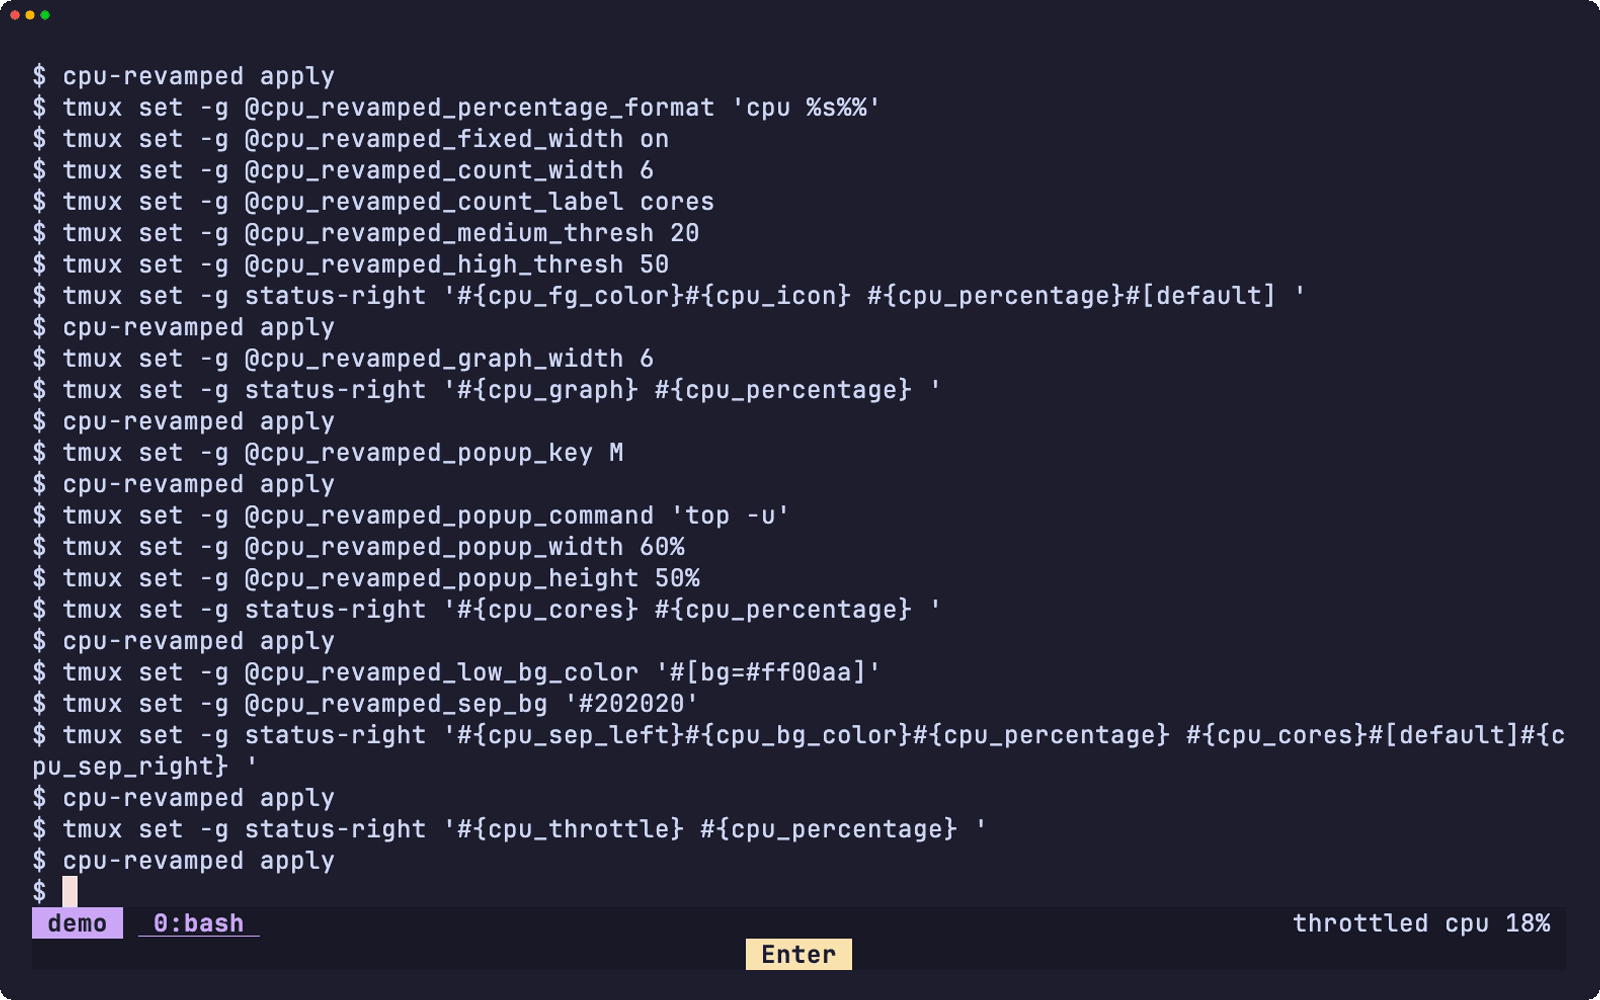 $ cpu-revamped apply
$ tmux set -g @cpu_revamped_percentage_format 'cpu %s%%'
$ tmux set -g @cpu_revamped_fixed_width on
$ tmux set -g @cpu_revamped_count_width 6
$ tmux set -g @cpu_revamped_count_label cores
$ tmux set -g @cpu_revamped_medium_thresh 20
$ tmux set -g @cpu_revamped_high_thresh 50
$ tmux set -g status-right '#{cpu_fg_color}#{cpu_icon} #{cpu_percentage}#[default] '
$ cpu-revamped apply
$ tmux set -g @cpu_revamped_graph_width 6
$ tmux set -g status-right '#{cpu_graph} #{cpu_percentage} '
$ cpu-revamped apply
$ tmux set -g @cpu_revamped_popup_key M
$ cpu-revamped apply
$ tmux set -g @cpu_revamped_popup_command 'top -u'
$ tmux set -g @cpu_revamped_popup_width 60%
$ tmux set -g @cpu_revamped_popup_height 50%
$ tmux set -g status-right '#{cpu_cores} #{cpu_percentage} '
$ cpu-revamped apply
$ tmux set -g @cpu_revamped_low_bg_color '#[bg=#ff00aa]'
$ tmux set -g @cpu_revamped_sep_bg '#202020'
$ tmux set -g status-right '#{cpu_sep_left}#{cpu_bg_color}#{cpu_percentage} #{cpu_cores}#[default]#{c
pu_sep_right} '
$ cpu-revamped apply
$ tmux set -g status-right '#{cpu_throttle} #{cpu_percentage} '
$ cpu-revamped apply
$
demo 0:bash throttled cpu 18%
Enter